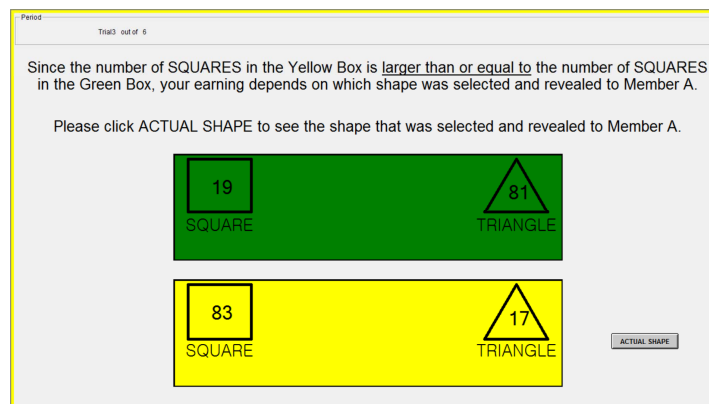 Period
Trial3 out of 6
Since the number of SQUARES in the Yellow Box is larger than or equal to the number of SQUARES
in the Green Box, your earning depends on which shape was selected and revealed to Member A.
Please click ACTUAL SHAPE to see the shape that was selected and revealed to Member A.
19 81
SQUARE TRIANGLE
83 17
SQUARE TRIANGLE
ACTUAL SHAPE